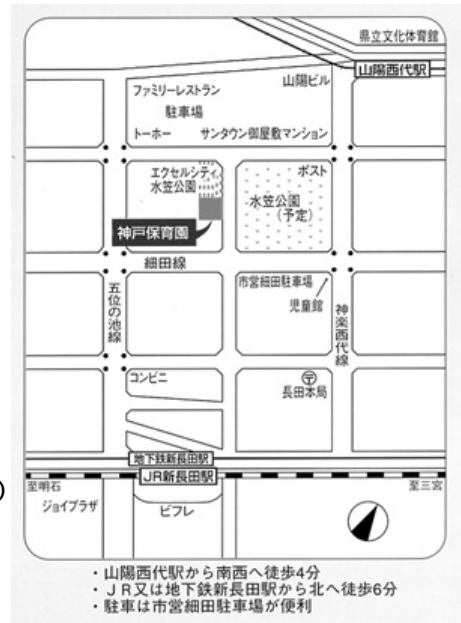 県立文化体育館
山陽西代駅
山陽ビル
ファミリーレストラン
駐車場
トーホー
サンタウン御屋敷マンション
エクセルシティ
水笠公園
ポスト
水笠公園
(予定)
神戸保育園
細田線
市営細田駐車場
児童館
五位の池線
神楽西代線
コンビニ
〒
長田本局
地下鉄新長田駅
JR新長田駅
至明石
至三宮
ジョイプラザ
ビフレ
)
・山陽西代駅から南西へ徒歩4分
・JR又は地下鉄新長田駅から北へ徒歩6分
・駐車は市営細田駐車場が便利